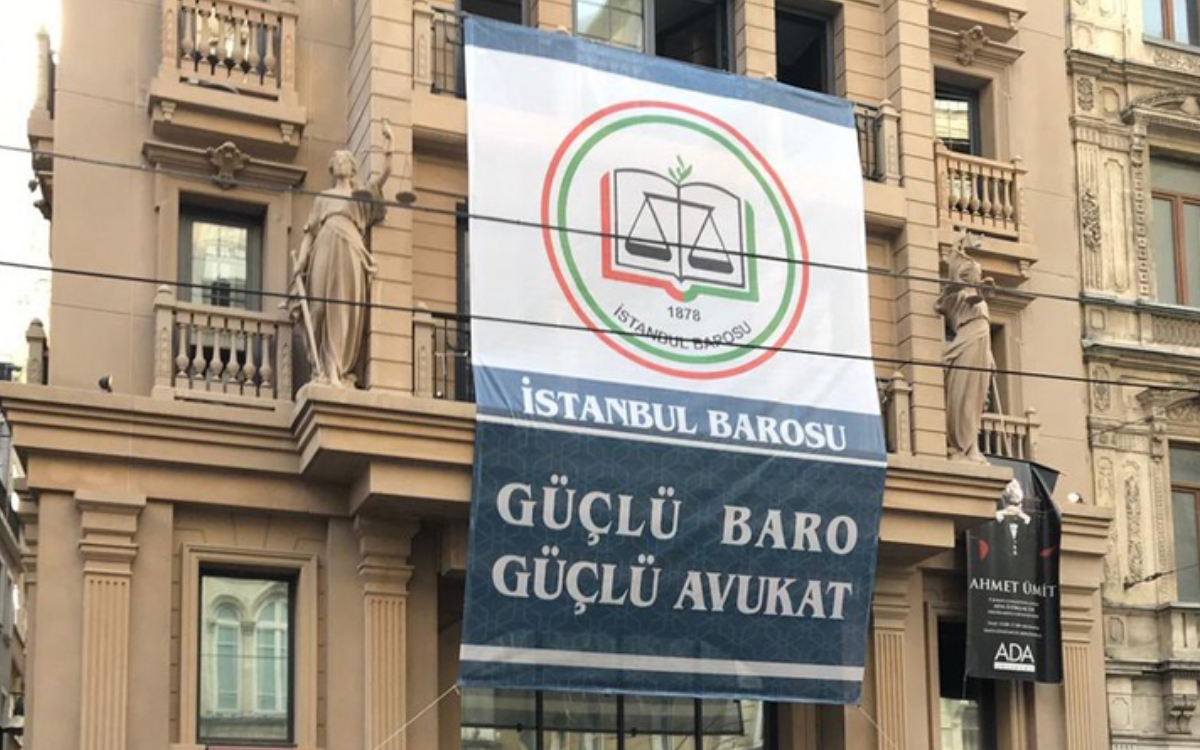 1878
İSTANBUL BAROSU
İSTANBUL BAROSU
GÜÇLÜ BARO
GÜÇLÜ AVUKAT
AHMET ÜMİT
ADA